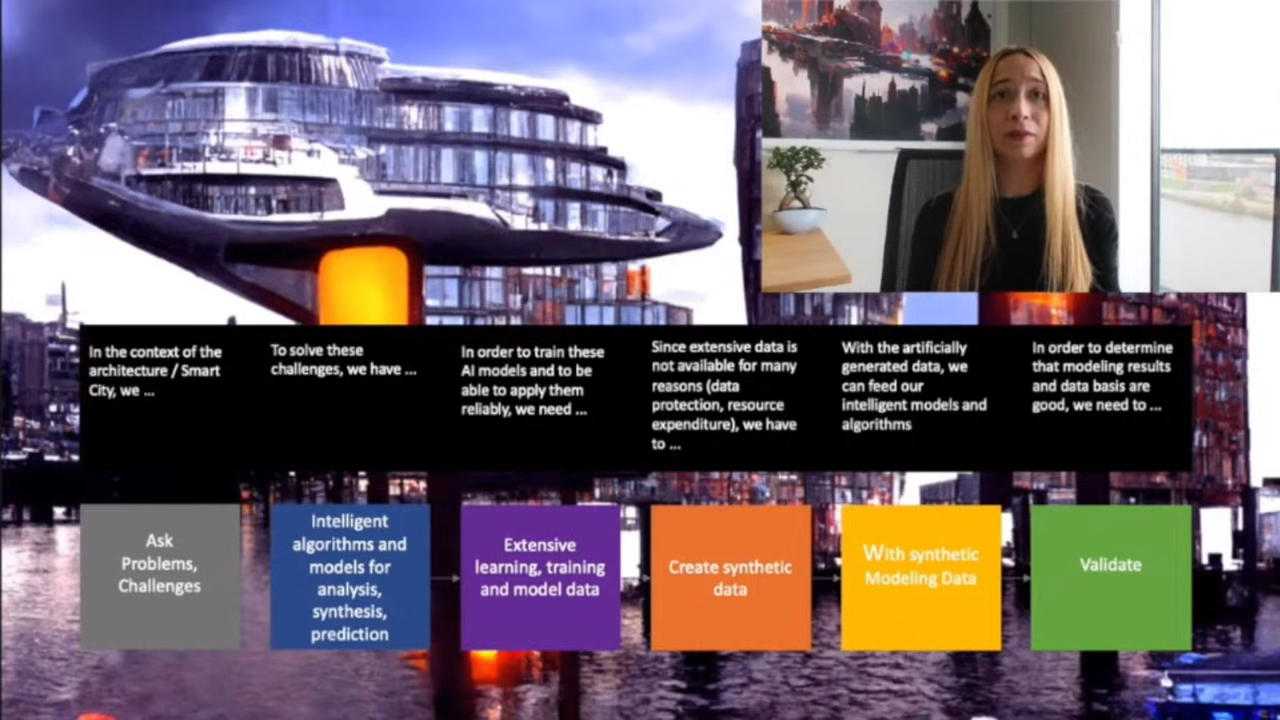 In the context of the
architecture / Smart
City, we ...
To solve these
challenges, we have ...
In order to train these
AI models and to be
able to apply them
reliably, we need ...
Since extensive data is
not available for many
reasons (data
protection, resource
expenditure), we have
to ...
With the artificially
generated data, we
can feed our
intelligent models and
algorithms
In order to determine
that modeling results
and data basis are
good, we need to ...
Ask
Problems,
Challenges
Intelligent
algorithms and
models for
analysis,
synthesis,
prediction
Extensive
learning, training
and model data
Create synthetic
data
With synthetic
Modeling Data
Validate